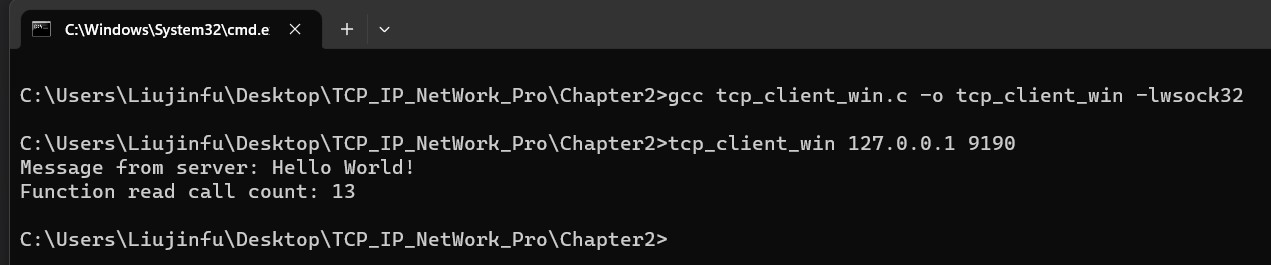 C:\Windows\System32\cmd.e
C:\Users\Liujinfu\Desktop\TCP_IP_NetWork_Pro\Chapter2>gcc tcp_client_win.c -o tcp_client_win -lwsock32
C:\Users\Liujinfu\Desktop\TCP_IP_NetWork_Pro\Chapter2>tcp_client_win 127.0.0.1 9190
Message from server: Hello World!
Function read call count: 13
C:\Users\Liujinfu\Desktop\TCP_IP_NetWork_Pro\Chapter2>